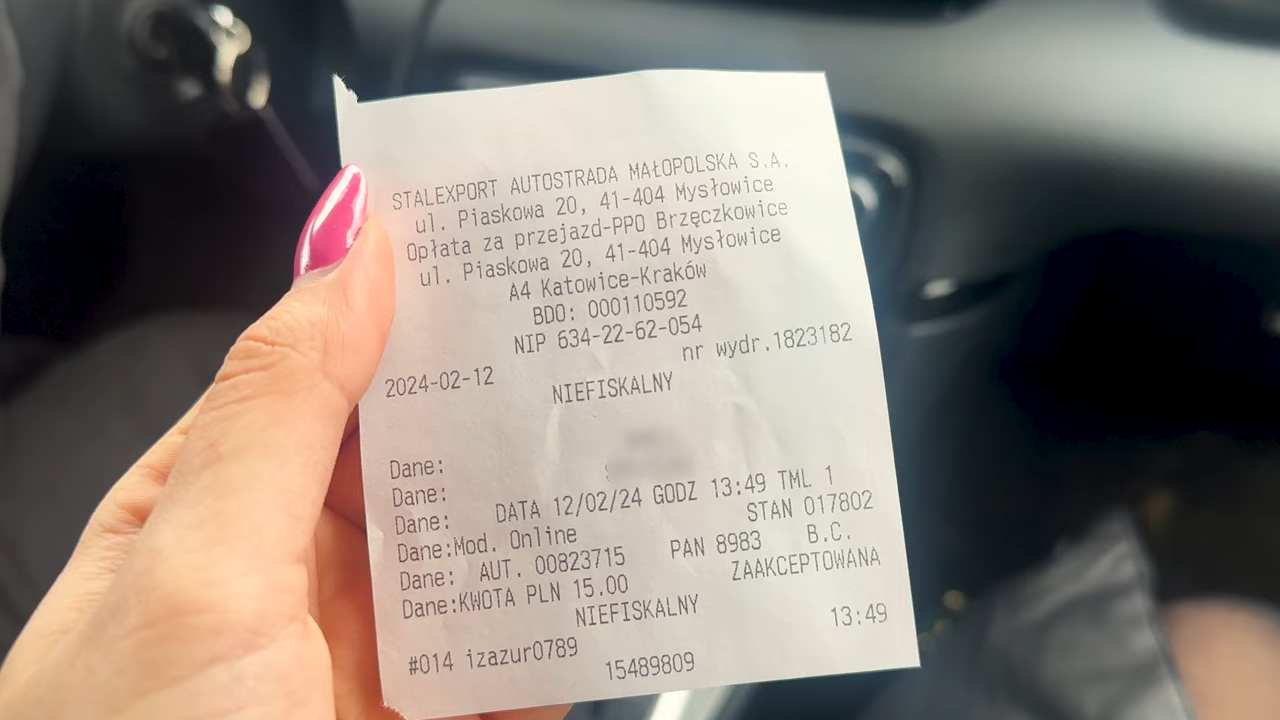 STALEXPORT AUTOSTRADA MAŁOPOLSKA S.A.
ul. Piaskowa 20, 41-404 Mysłowice
Opłata za przejazd-PPO Brzęczkowice
ul. Piaskowa 20, 41-404 Mysłowice
A4 Katowice-Kraków
BDO: 000110592
NIP 634-22-62-054
nr wydr.1823182
2024-02-12
NIEFISKALNY
Dane:
Dane:
Dane: DATA 12/02/24 GODZ 13:49 TML 1
Dane:Mod. Online STAN 017802
Dane: AUT. 00823715 PAN 8983 B.C.
Dane:KWOTA PLN 15.00 ZAAKCEPTOWANA
NIEFISKALNY
#014 izazur0789 13:49
15489809